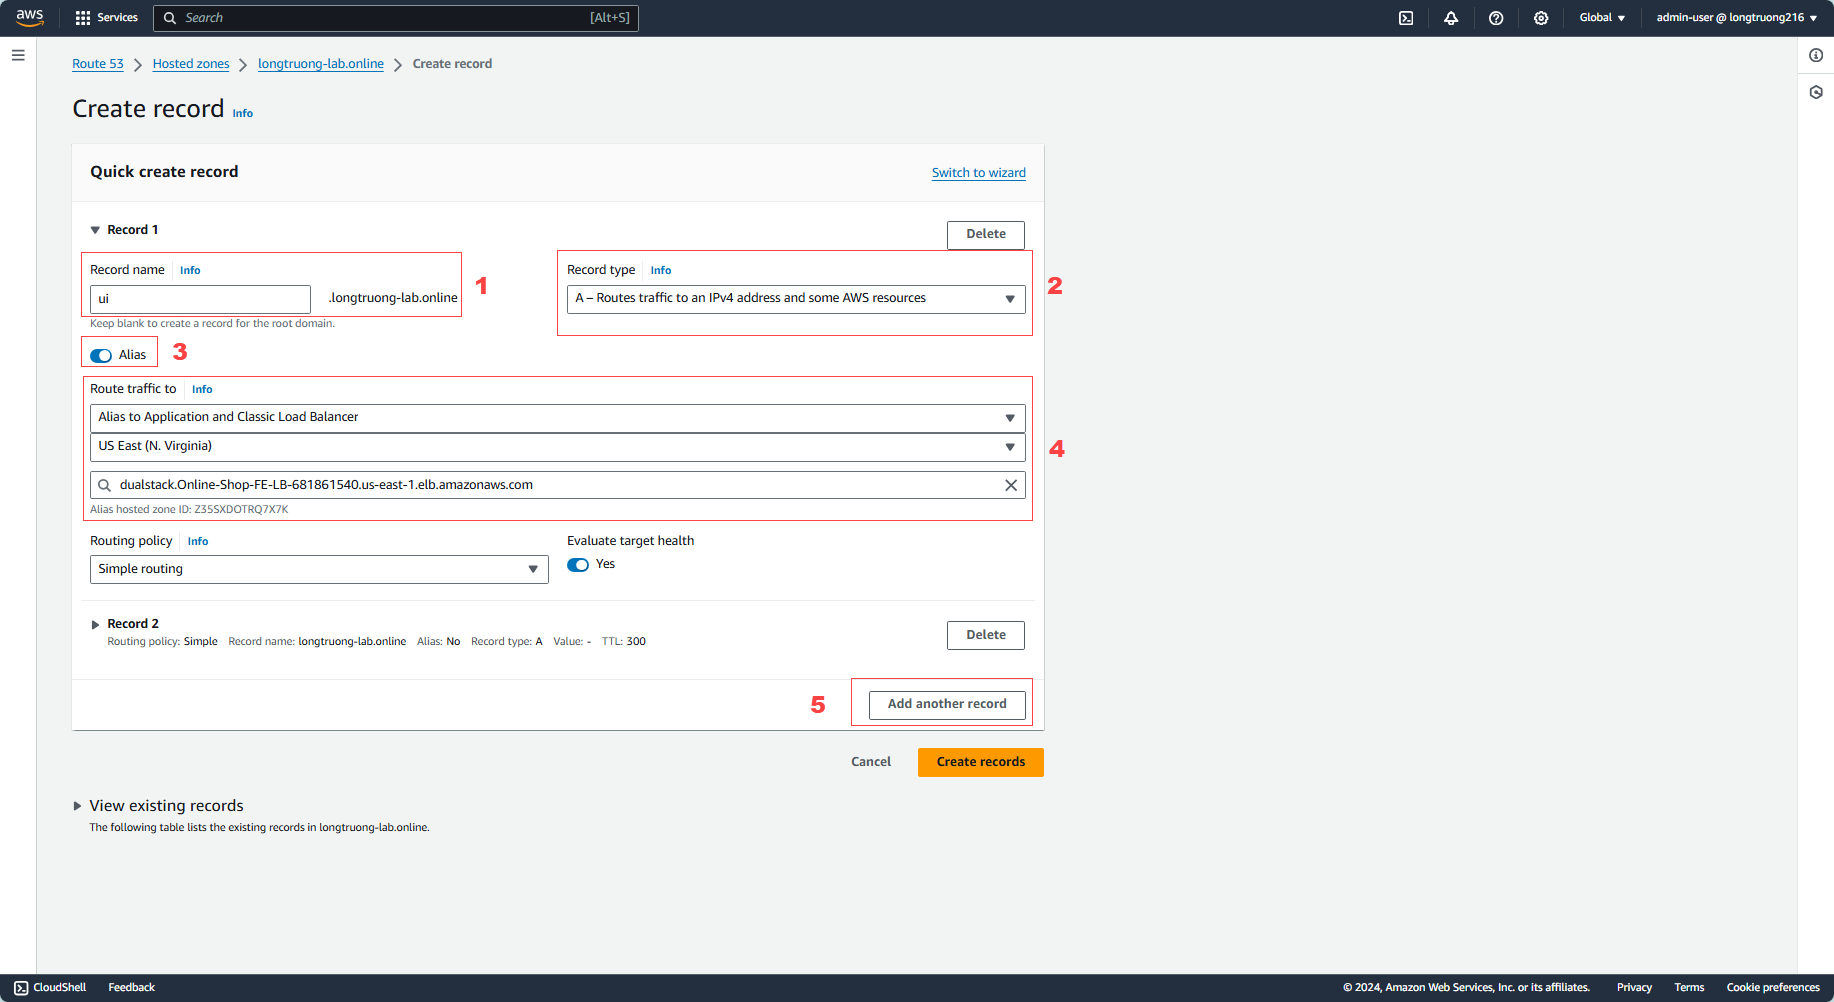 aws Services Search [Alt+S] Global admin-user @ longtruong216
Route 53 Hosted zones longtruong-lab.online Create record
Create record Info
Quick create record Switch to wizard
Record 1 Delete
Record name Info Record type Info
ui .longtruong-lab.online 1 A – Routes traffic to an IPv4 address and some AWS resources 2
Keep blank to create a record for the root domain.
Alias 3
Route traffic to Info
Alias to Application and Classic Load Balancer
US East (N. Virginia) 4
dualstack.Online-Shop-FE-LB-681861540.us-east-1.elb.amazonaws.com
Alias hosted zone ID: Z35SXDOTRQ7X7K
Routing policy Info Evaluate target health
Simple routing Yes
Record 2 Delete
Routing policy: Simple Record name: longtruong-lab.online Alias: No Record type: A Value: - TTL: 300
5 Add another record
Cancel Create records
View existing records
The following table lists the existing records in longtruong-lab.online.
CloudShell Feedback © 2024, Amazon Web Services, Inc. or its affiliates. Privacy Terms Cookie preferences